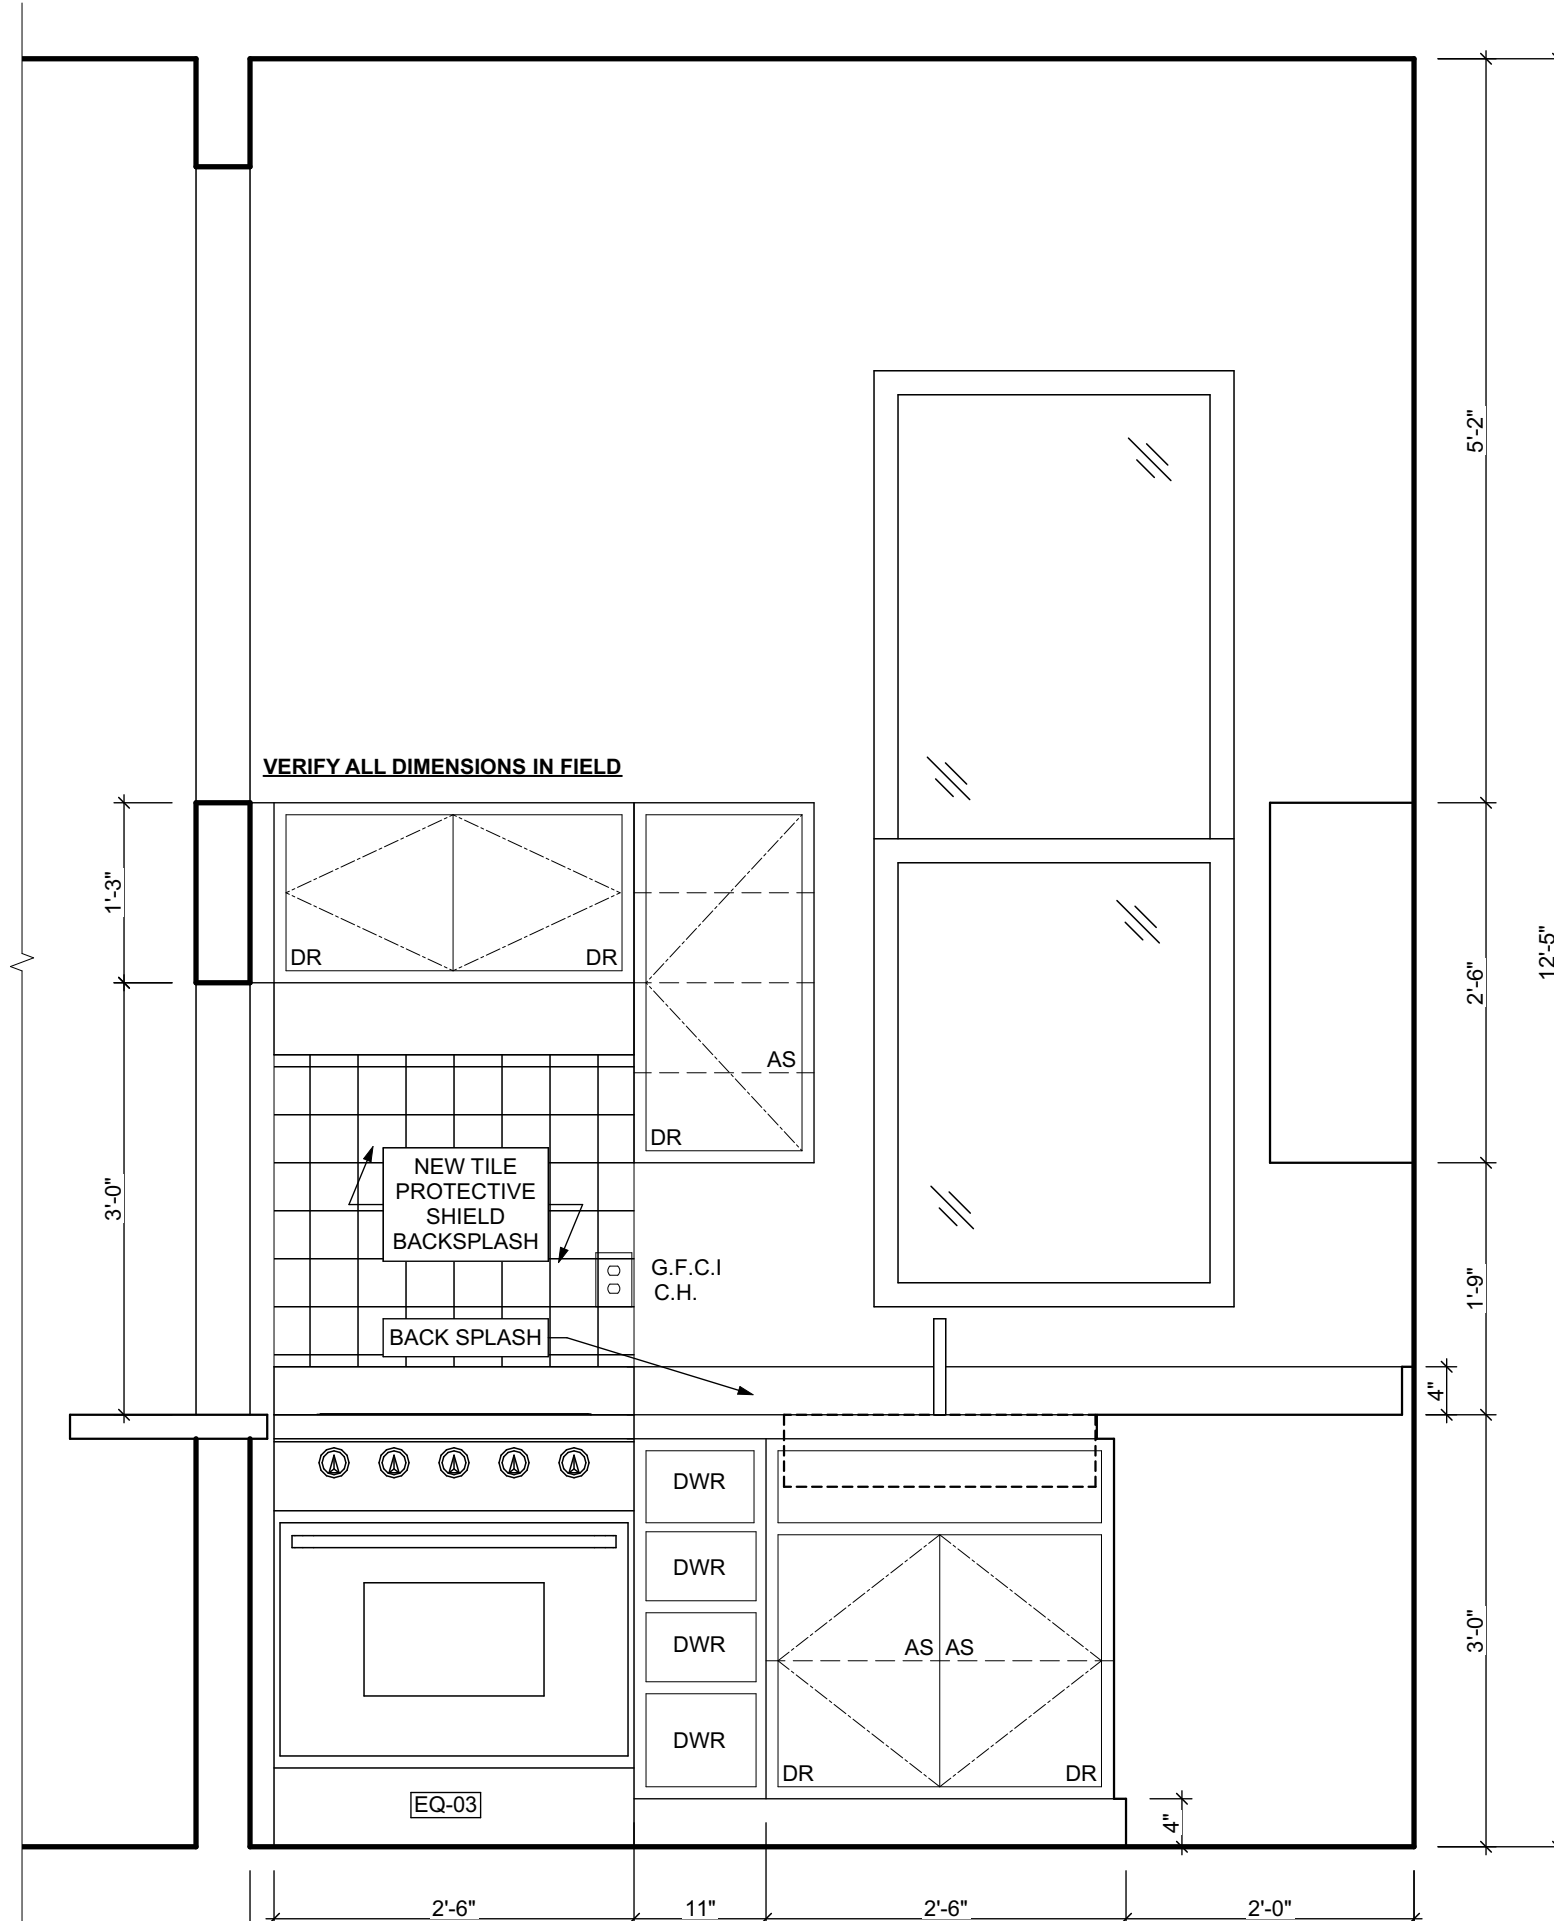 5'-2"
VERIFY ALL DIMENSIONS IN FIELD
1'-3"
DR
DR
2'-6"
12'-5"
AS
DR
NEW TILE
PROTECTIVE
SHIELD
BACKSPLASH
3'-0"
G.F.C.I
C.H.
1'-9"
BACK SPLASH
4"
DWR
DWR
DWR
DWR
AS
AS
3'-0"
DR
DR
EQ-03
4"
2'-6"
11"
2'-6"
2'-0"